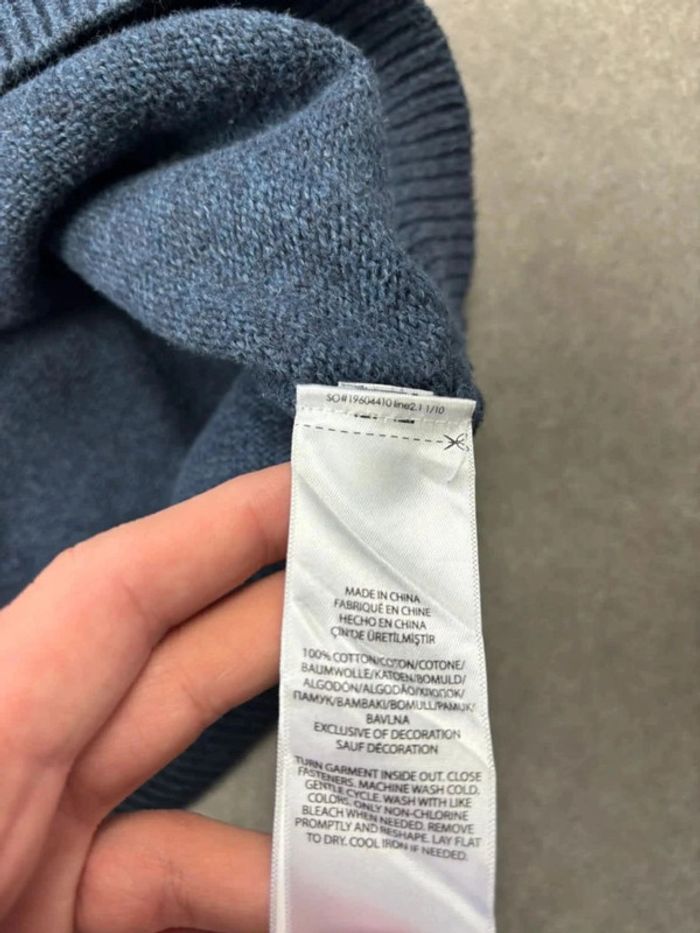 SO#19604410 line2.1 1/10
MADE IN CHINA
FABRIQUÉ EN CHINE
HECHO EN CHINA
ÇİN'DE ÜRETİLMİŞTİR
100% COTTON/COTON/COTONE/
BAUMWOLLE/KATOEN/BOMULD/
ALGODÓN/ALGODÃO/ХЛОПОК/
ПАМУК/BAMBAKI/BOMULL/PAMUK/
BAVLNA
EXCLUSIVE OF DECORATION
SAUF DÉCORATION
TURN GARMENT INSIDE OUT. CLOSE
FASTENERS. MACHINE WASH COLD.
GENTLE CYCLE. WASH WITH LIKE
COLORS. ONLY NON-CHLORINE
BLEACH WHEN NEEDED. REMOVE
PROMPTLY AND RESHAPE. LAY FLAT
TO DRY. COOL IRON IF NEEDED.